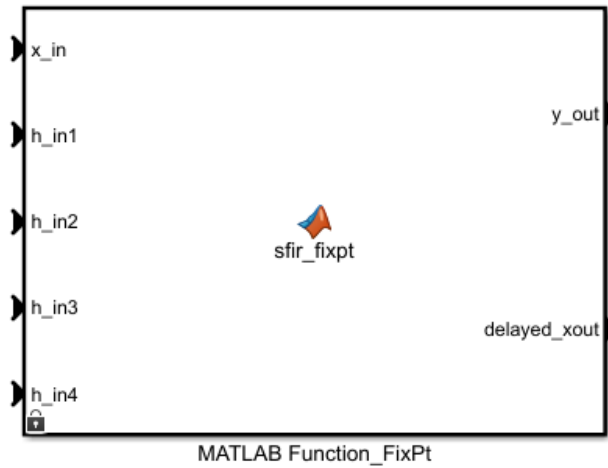 x_in
y_out
h_in1
h_in2
sfir_fixpt
h_in3
delayed_xout
h_in4
MATLAB Function_FixPt